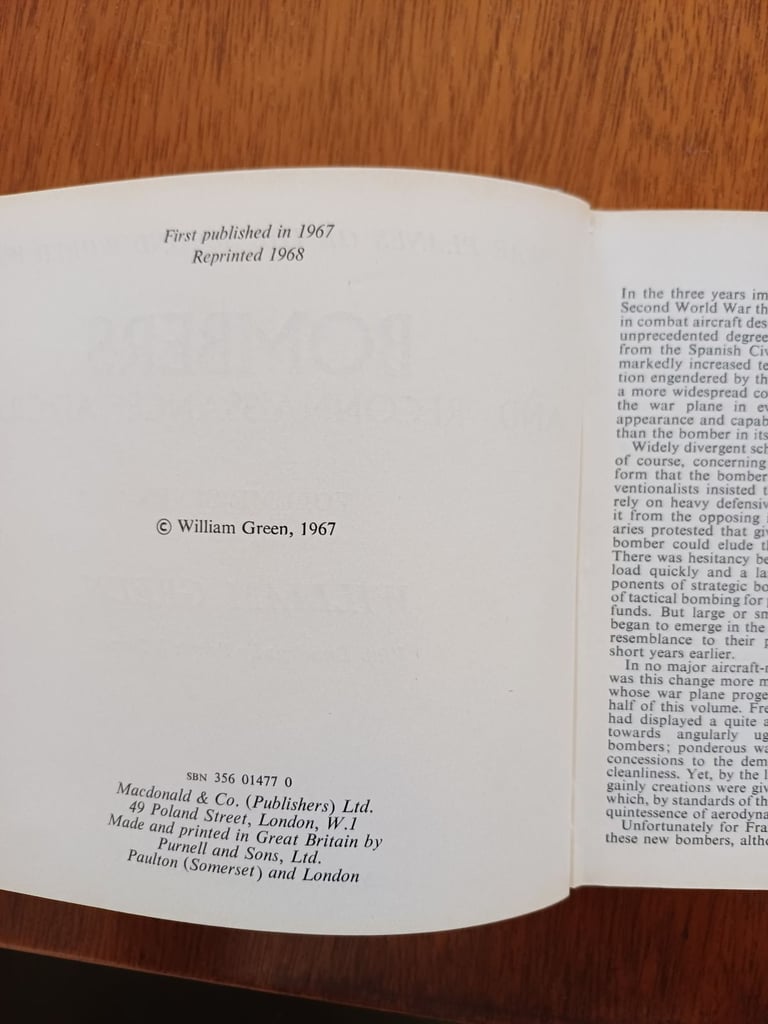 First published in 1967
Reprinted 1968
© William Green, 1967
SBN 356 01477 0
Macdonald & Co. (Publishers) Ltd.
49 Poland Street, London, W.1
Made and printed in Great Britain by
Purnell and Sons, Ltd.
Paulton (Somerset) and London
In the three years im
Second World War th
in combat aircraft des
unprecedented degree
from the Spanish Civ
markedly increased te
tion engendered by th
a more widespread co
the war plane in ev
appearance and capab
than the bomber in its
Widely divergent sch
of course, concerning
form that the bomber
ventionalists insisted t
rely on heavy defensiv
it from the opposing
aries protested that giv
bomber could elude th
There was hesitancy be
load quickly and a la
ponents of strategic bo
of tactical bombing for
funds. But large or sm
began to emerge in the
resemblance to their p
short years earlier.
In no major aircraft-
was this change more m
whose war plane proge
half of this volume. Fre
had displayed a quite a
towards angularly ug
bombers; ponderous wa
concessions to the dem
cleanliness. Yet, by the l
gainly creations were giv
which, by standards of th
quintessence of aerodyna
Unfortunately for Fra
these new bombers, altho